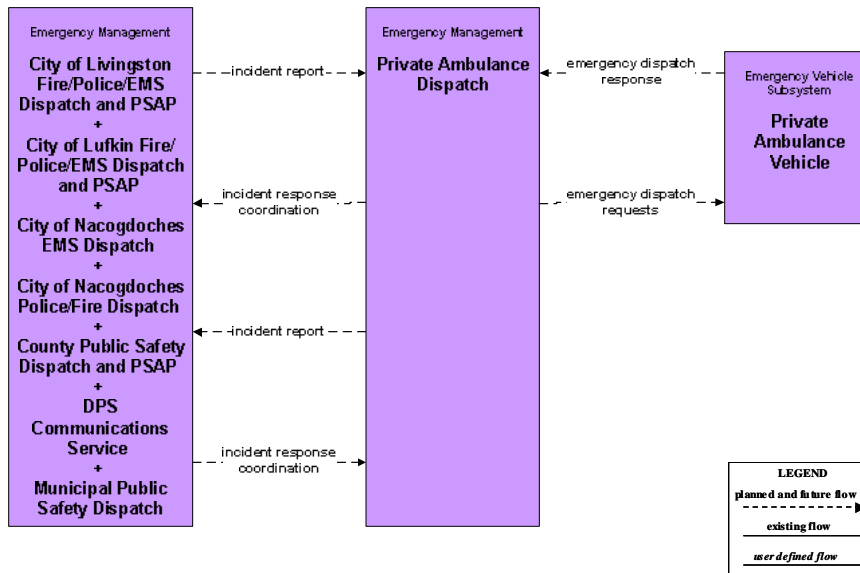 Emergency Management
City of Livingston
Fire/Police/EMS
Dispatch and PSAP
+
City of Lufkin Fire/
Police/EMS Dispatch
and PSAP
+
City of Nacogdoches
EMS Dispatch
+
City of Nacogdoches
Police/Fire Dispatch
+
County Public Safety
Dispatch and PSAP
+
DPS
Communications
Service
+
Municipal Public
Safety Dispatch
incident report
incident response
coordination
incident report
incident response
coordination
Emergency Management
Private Ambulance
Dispatch
emergency dispatch
response
emergency dispatch
requests
Emergency Vehicle
Subsystem
Private
Ambulance
Vehicle
LEGEND
planned and future flow
existing flow
user defined flow